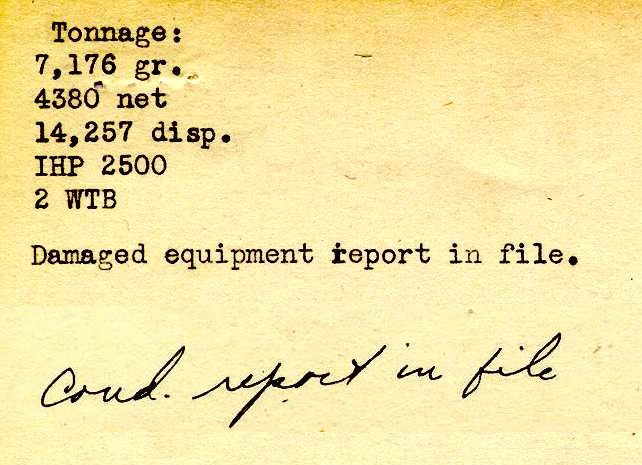 Tonnage:
7,176 gr.
4380 net
14,257 disp.
IHP 2500
2 WTB
Damaged equipment report in file.
Cond. report in file